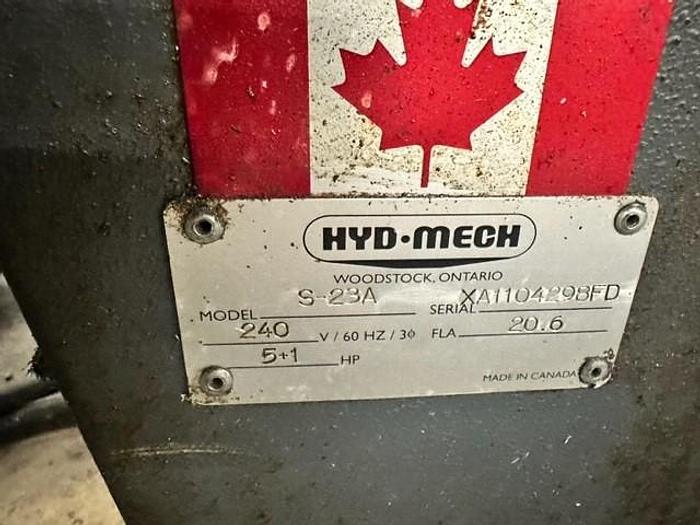 HYD·MECH
WOODSTOCK, ONTARIO
MODEL S-23A SERIAL XA1104298FD
240 V / 60 HZ / 3ϕ FLA 20.6
5+1 HP
MADE IN CANADA